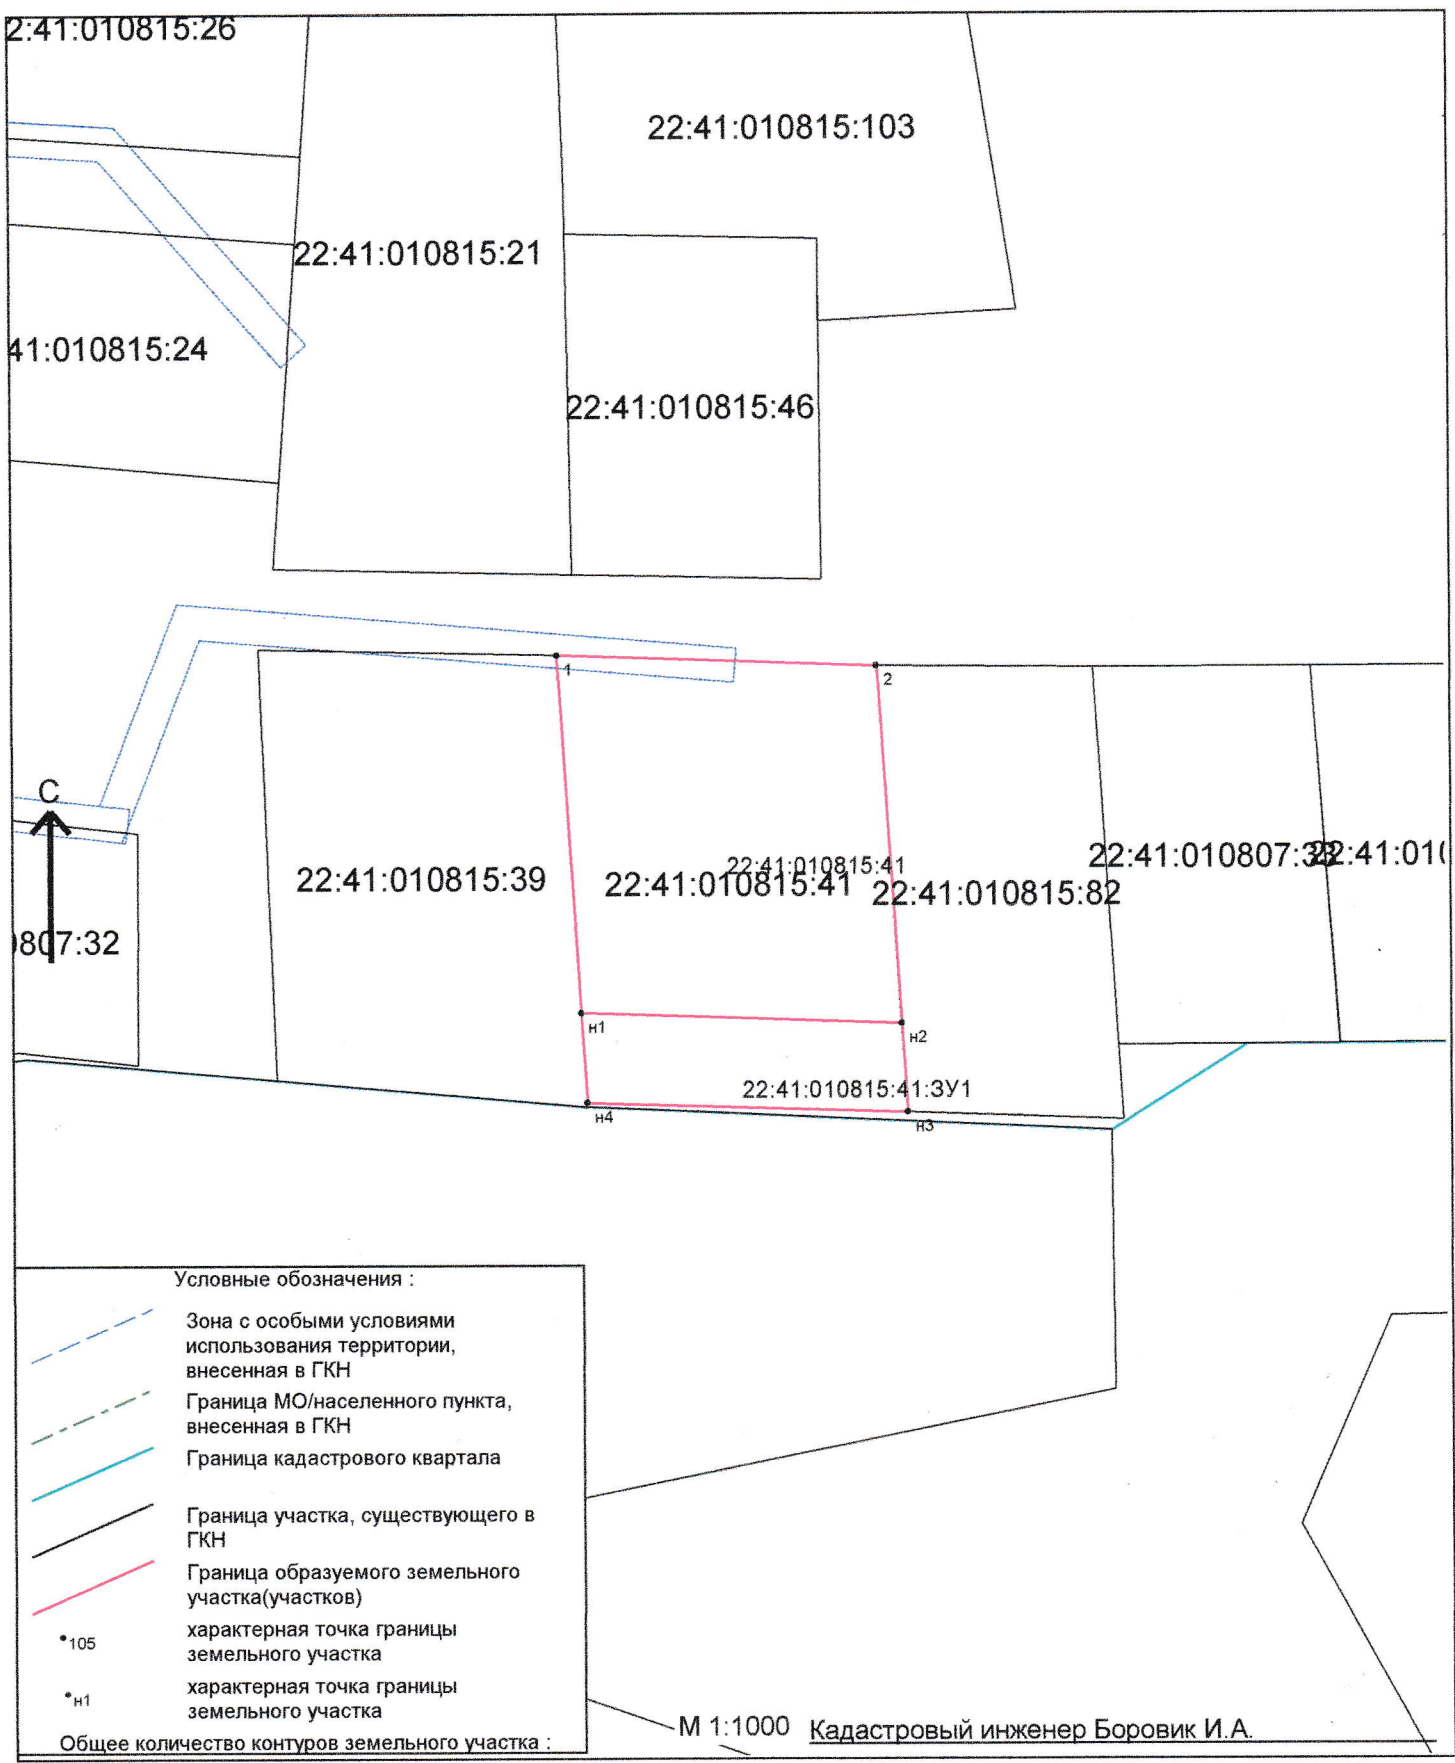 2:41:010815:26
22:41:010815:103
22:41:010815:21
41:010815:24
22:41:010815:46
1
2
С
22:41:010815:39
22:41:010815:41
22:41:010815:41
22:41:010815:82
22:41:010807:33
22:41:010
0807:32
н1
н2
22:41:010815:41:ЗУ1
н4
н3
Условные обозначения :
Зона с особыми условиями
использования территории,
внесенная в ГКН
Граница МО/населенного пункта,
внесенная в ГКН
Граница кадастрового квартала
Граница участка, существующего в
ГКН
Граница образуемого земельного
участка(участков)
105
характерная точка границы
земельного участка
н1
характерная точка границы
земельного участка
Общее количество контуров земельного участка :
М 1:1000 Кадастровый инженер Боровик И.А.